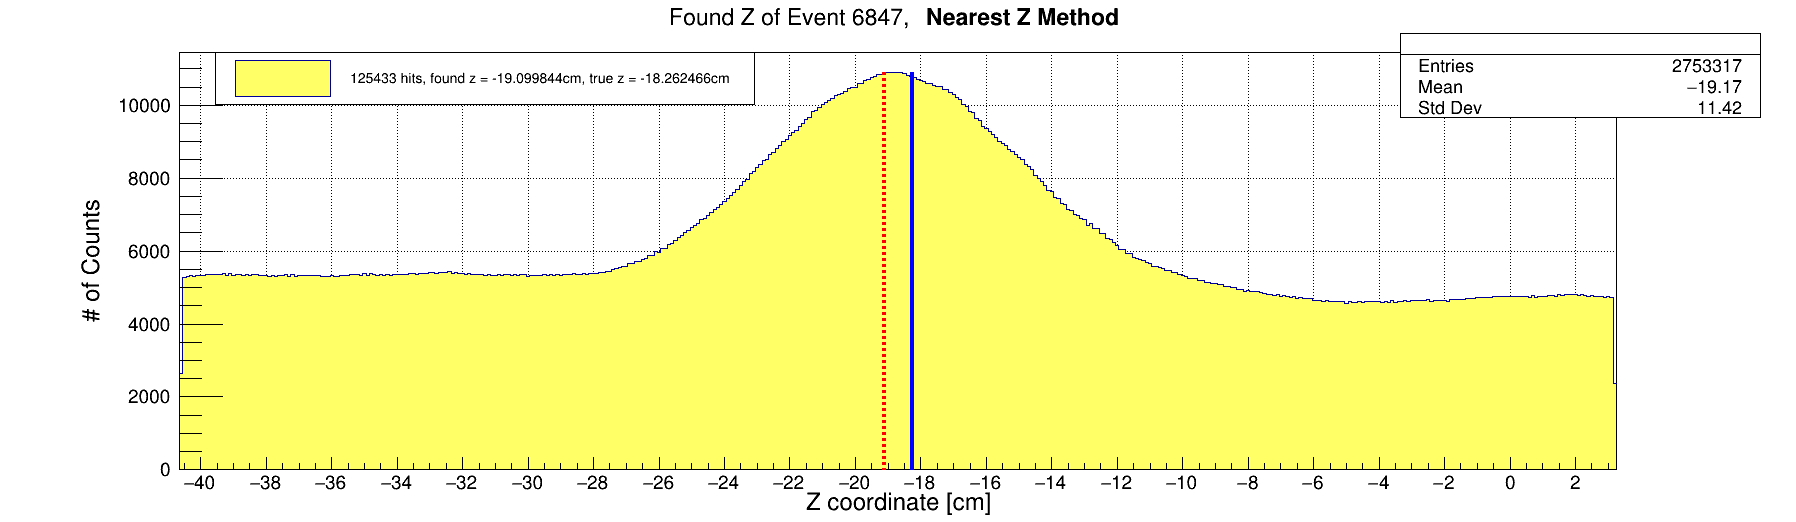 Found Z of Event 6847, Nearest Z Method
125433 hits, found z = -19.099844cm, true z = -18.262466cm
Entries 2753317
Mean −19.17
Std Dev 11.42
# of Counts
10000
8000
6000
4000
2000
0
−40 −38 −36 −34 −32 −30 −28 −26 −24 −22 −20 −18 −16 −14 −12 −10 −8 −6 −4 −2 0 2
Z coordinate [cm]